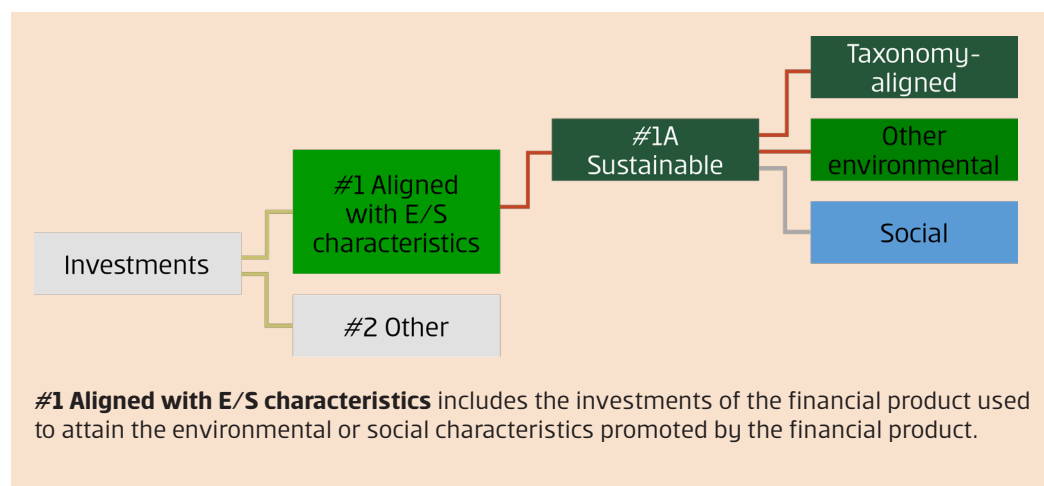 Taxonomy-
aligned
#1A
Sustainable
Other
environmental
#1 Aligned
with E/S
characteristics
Social
Investments
#2 Other
#1 Aligned with E/S characteristics includes the investments of the financial product used
to attain the environmental or social characteristics promoted by the financial product.